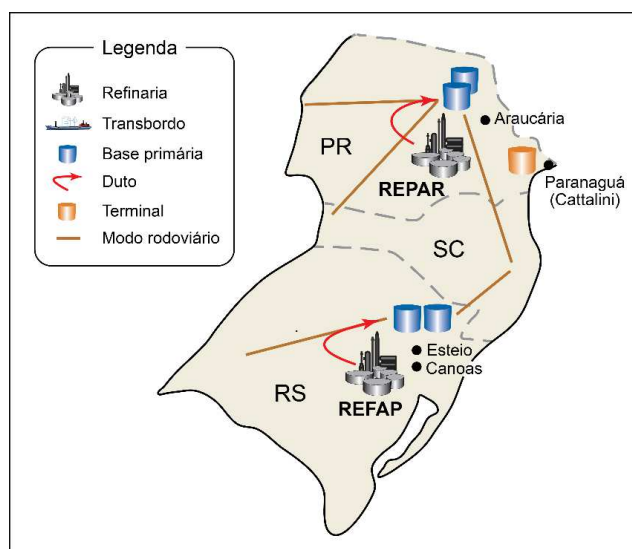 Legenda
Refinaria
Transbordo
Base primária
Duto
Terminal
Modo rodoviário
PR
REPAR
Araucária
Paranaguá
(Cattalini)
SC
Esteio
Canoas
RS
REFAP